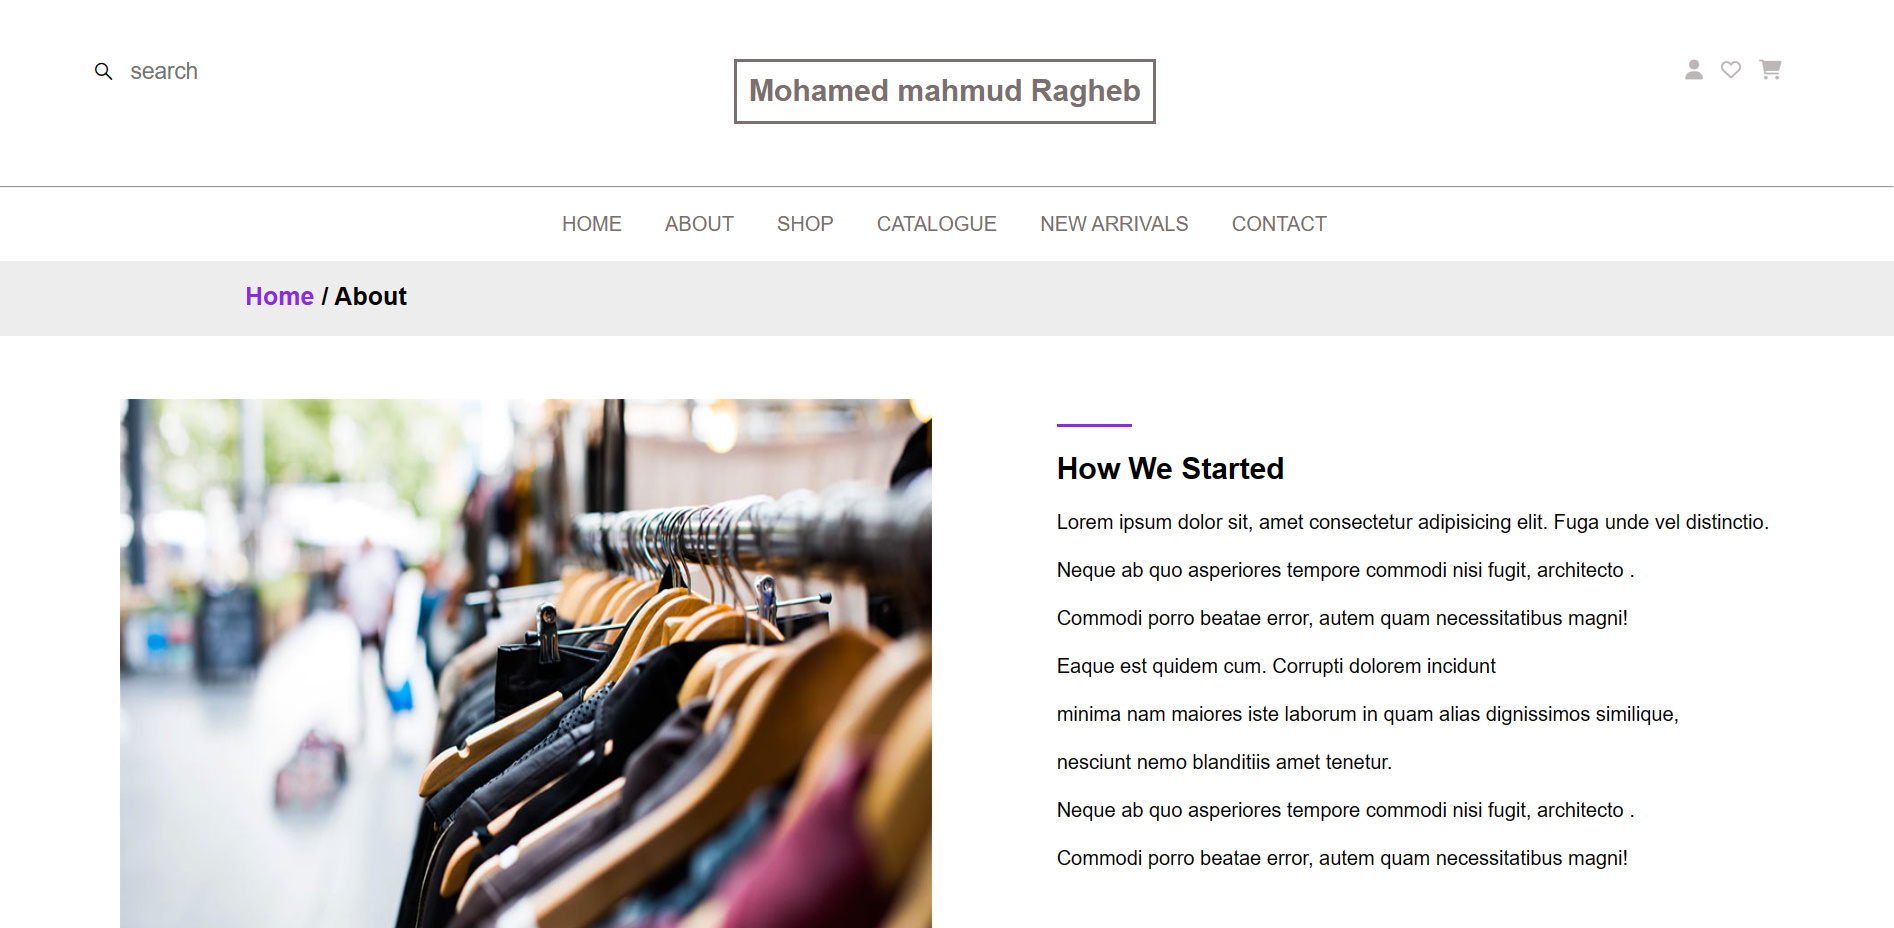 search
Mohamed mahmud Ragheb
HOME ABOUT SHOP CATALOGUE NEW ARRIVALS CONTACT
Home / About
How We Started
Lorem ipsum dolor sit, amet consectetur adipisicing elit. Fuga unde vel distinctio.
Neque ab quo asperiores tempore commodi nisi fugit, architecto .
Commodi porro beatae error, autem quam necessitatibus magni!
Eaque est quidem cum. Corrupti dolorem incidunt
minima nam maiores iste laborum in quam alias dignissimos similique,
nesciunt nemo blanditiis amet tenetur.
Neque ab quo asperiores tempore commodi nisi fugit, architecto .
Commodi porro beatae error, autem quam necessitatibus magni!